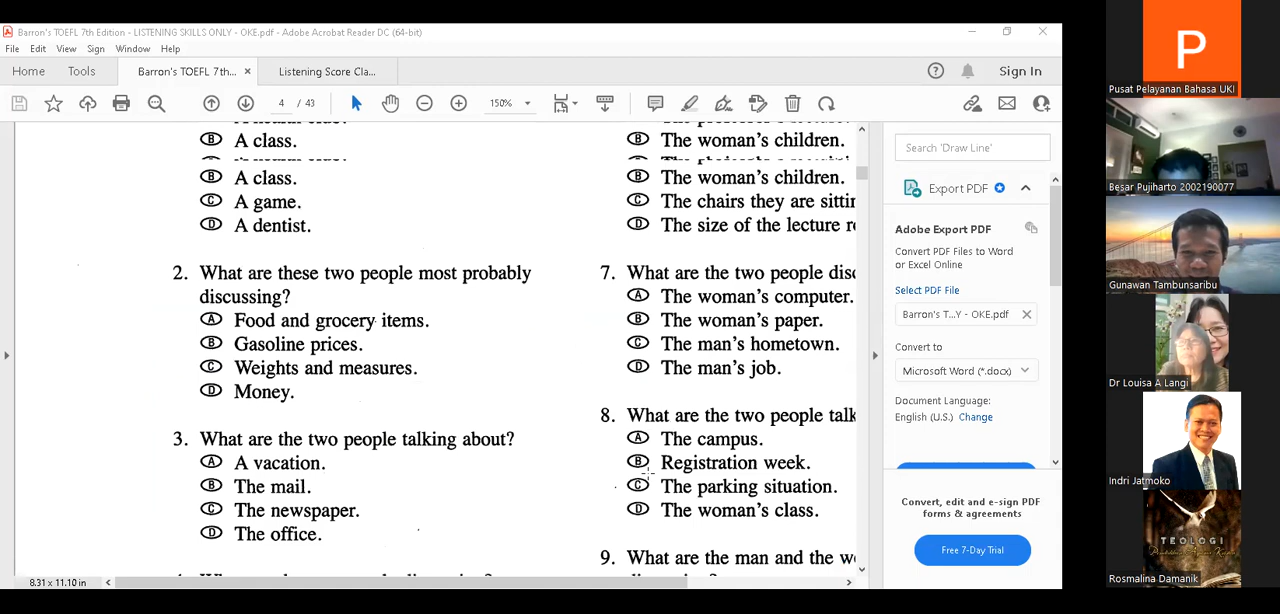 Barron's TOEFL 7th Edition - LISTENING SKILLS ONLY - OKE.pdf - Adobe Acrobat Reader DC (64-bit)
File Edit View Sign Window Help
Home Tools Barron's TOEFL 7th... × Listening Score Cla... Sign In
4 / 43 150%
B A class.
B A class.
C A game.
D A dentist.
2. What are these two people most probably
discussing?
A Food and grocery items.
B Gasoline prices.
C Weights and measures.
D Money.
3. What are the two people talking about?
A A vacation.
B The mail.
C The newspaper.
D The office.
B The woman's children.
B The woman's children.
C The chairs they are sittin
D The size of the lecture r
7. What are the two people disc
A The woman's computer.
B The woman's paper.
C The man's hometown.
D The man's job.
8. What are the two people talk
A The campus.
B Registration week.
C The parking situation.
D The woman's class.
9. What are the man and the w
8.31 x 11.10 in
Search 'Draw Line'
Export PDF
Adobe Export PDF
Convert PDF Files to Word
or Excel Online
Select PDF File
Barron's T...Y - OKE.pdf
Convert to
Microsoft Word (*.docx)
Document Language:
English (U.S.) Change
Convert, edit and e-sign PDF
forms & agreements
Free 7-Day Trial
P
Pusat Pelayanan Bahasa UKI
Besar Pujiharto 2002190077
Gunawan Tambunsaribu
Dr Louisa A Langi
Indri Jatmoko
TEOLOGI
Rosmalina Damanik